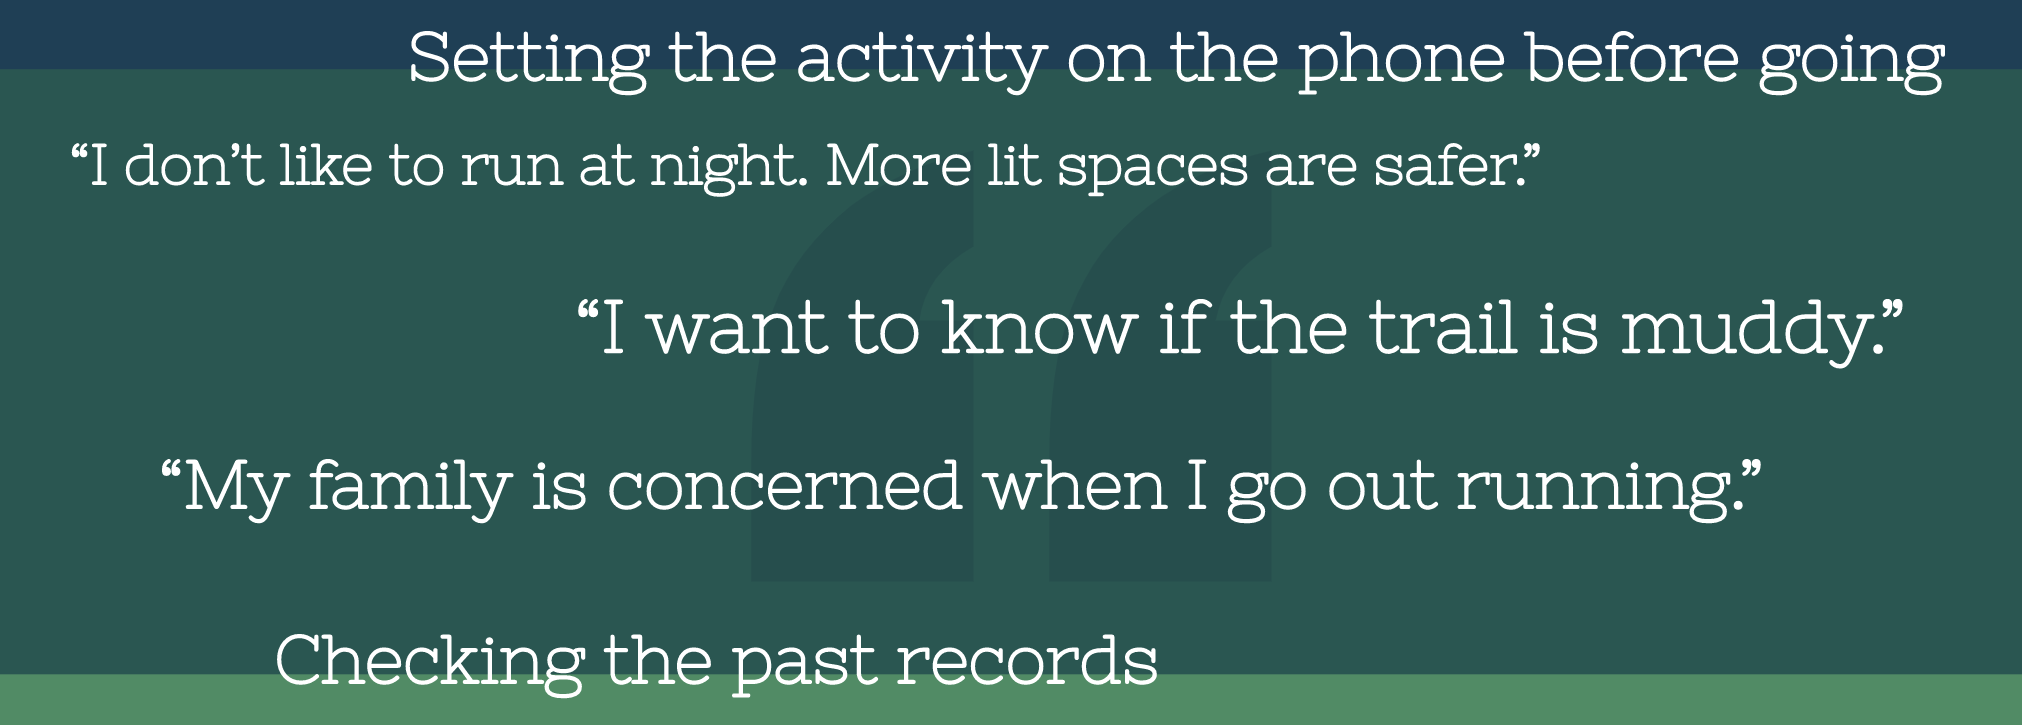 Setting the activity on the phone before going
“I don’t like to run at night. More lit spaces are safer.”
“I want to know if the trail is muddy.”
“My family is concerned when I go out running.”
Checking the past records